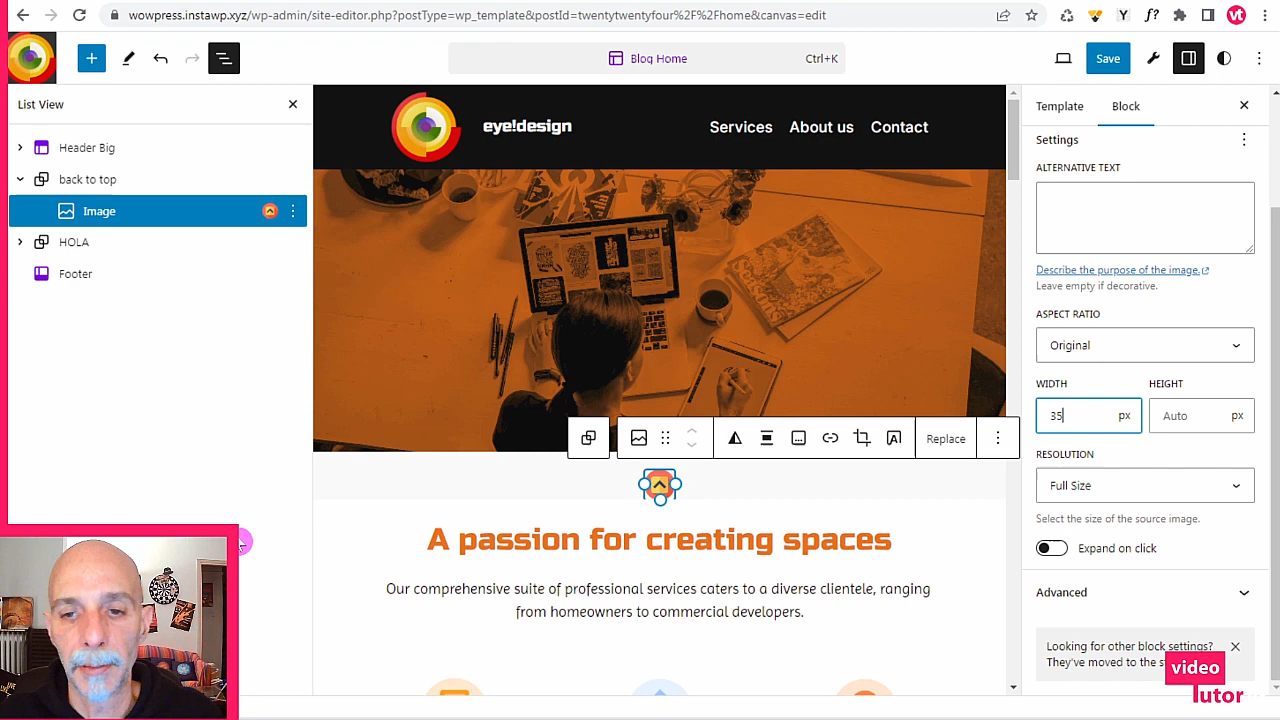 wowpress.instawp.xyz/wp-admin/site-editor.php?postType=wp_template&postId=twentytwentyfour%2F%2Fhome&canvas=edit
Y
f?
vt
Blog Home
Ctrl+K
Save
List View
Header Big
back to top
Image
HOLA
Footer
eye!design
Services
About us
Contact
Replace
A passion for creating spaces
Our comprehensive suite of professional services caters to a diverse clientele, ranging
from homeowners to commercial developers.
Template
Block
Settings
ALTERNATIVE TEXT
Describe the purpose of the image.
Leave empty if decorative.
ASPECT RATIO
Original
WIDTH
HEIGHT
35
px
Auto
px
RESOLUTION
Full Size
Select the size of the source image.
Expand on click
Advanced
Looking for other block settings?
They've moved to the
video
Tutor